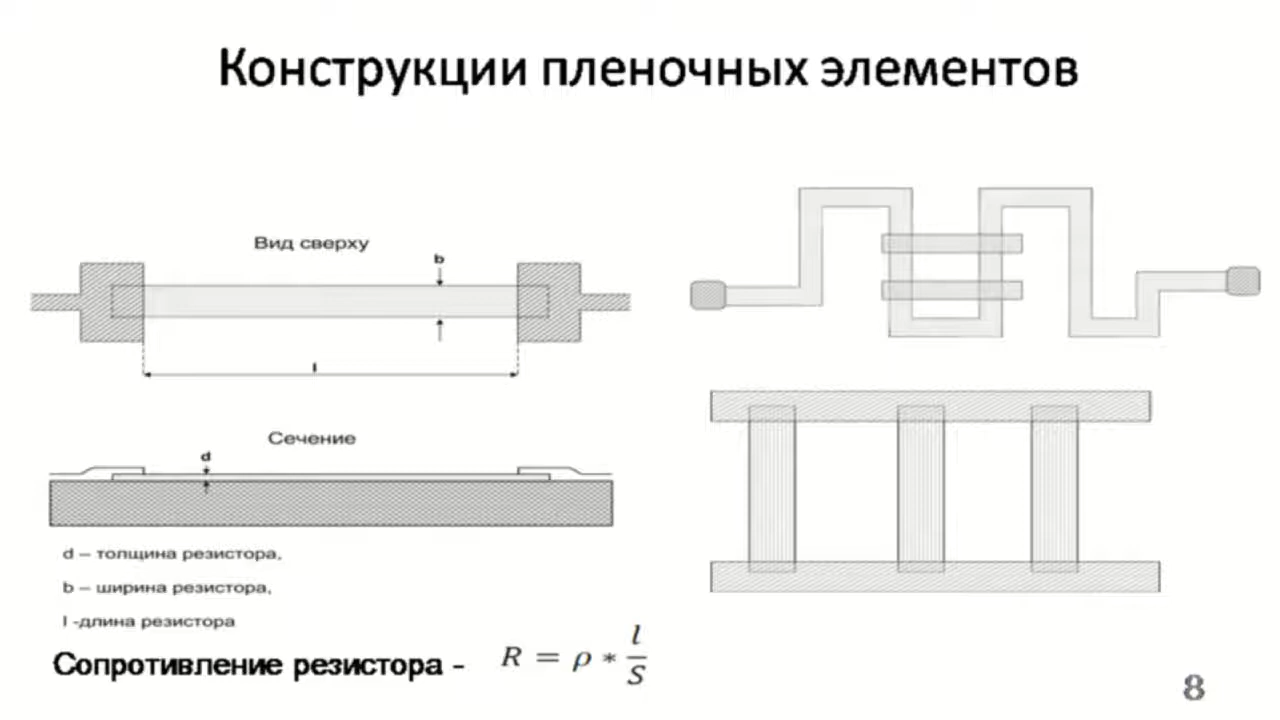 Конструкции пленочных элементов
Вид сверху
b
l
Сечение
d
d – толщина резистора,
b – ширина резистора,
l -длина резистора
Сопротивление резистора - R = ρ * l/S
8